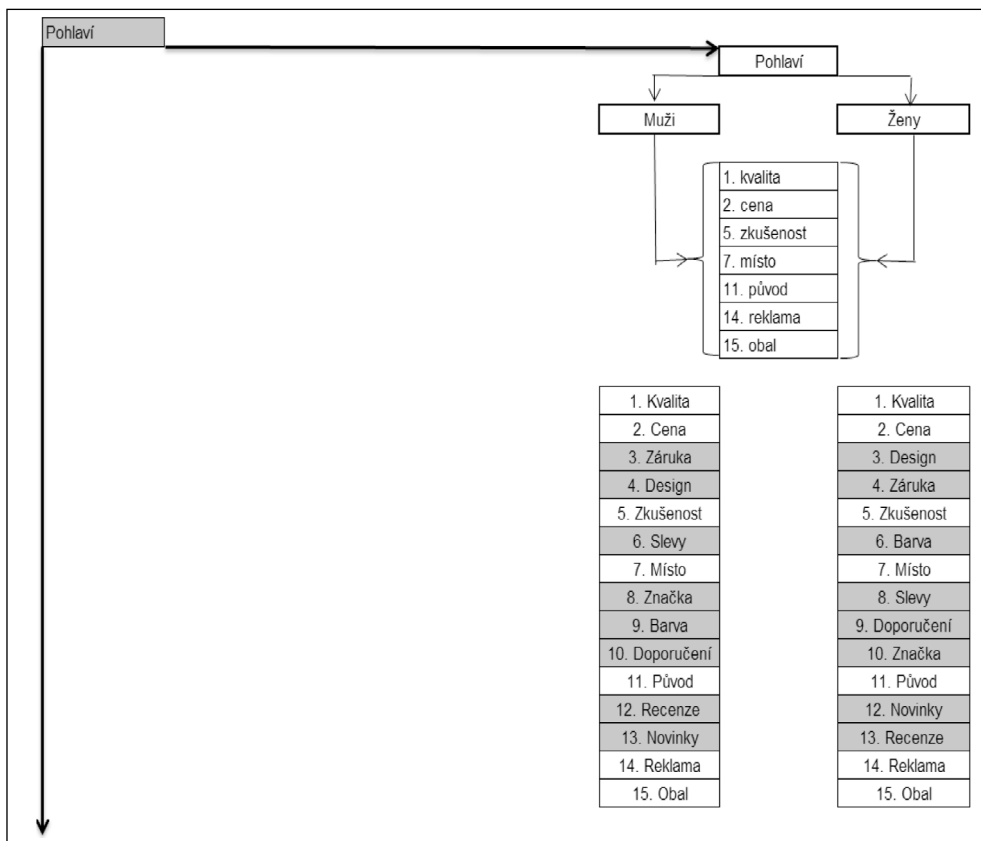 Pohlaví
Pohlaví
Muži
Ženy
1. kvalita
2. cena
5. zkušenost
7. místo
11. původ
14. reklama
15. obal
1. Kvalita
2. Cena
3. Záruka
4. Design
5. Zkušenost
6. Slevy
7. Místo
8. Značka
9. Barva
10. Doporučení
11. Původ
12. Recenze
13. Novinky
14. Reklama
15. Obal
1. Kvalita
2. Cena
3. Design
4. Záruka
5. Zkušenost
6. Barva
7. Místo
8. Slevy
9. Doporučení
10. Značka
11. Původ
12. Novinky
13. Recenze
14. Reklama
15. Obal